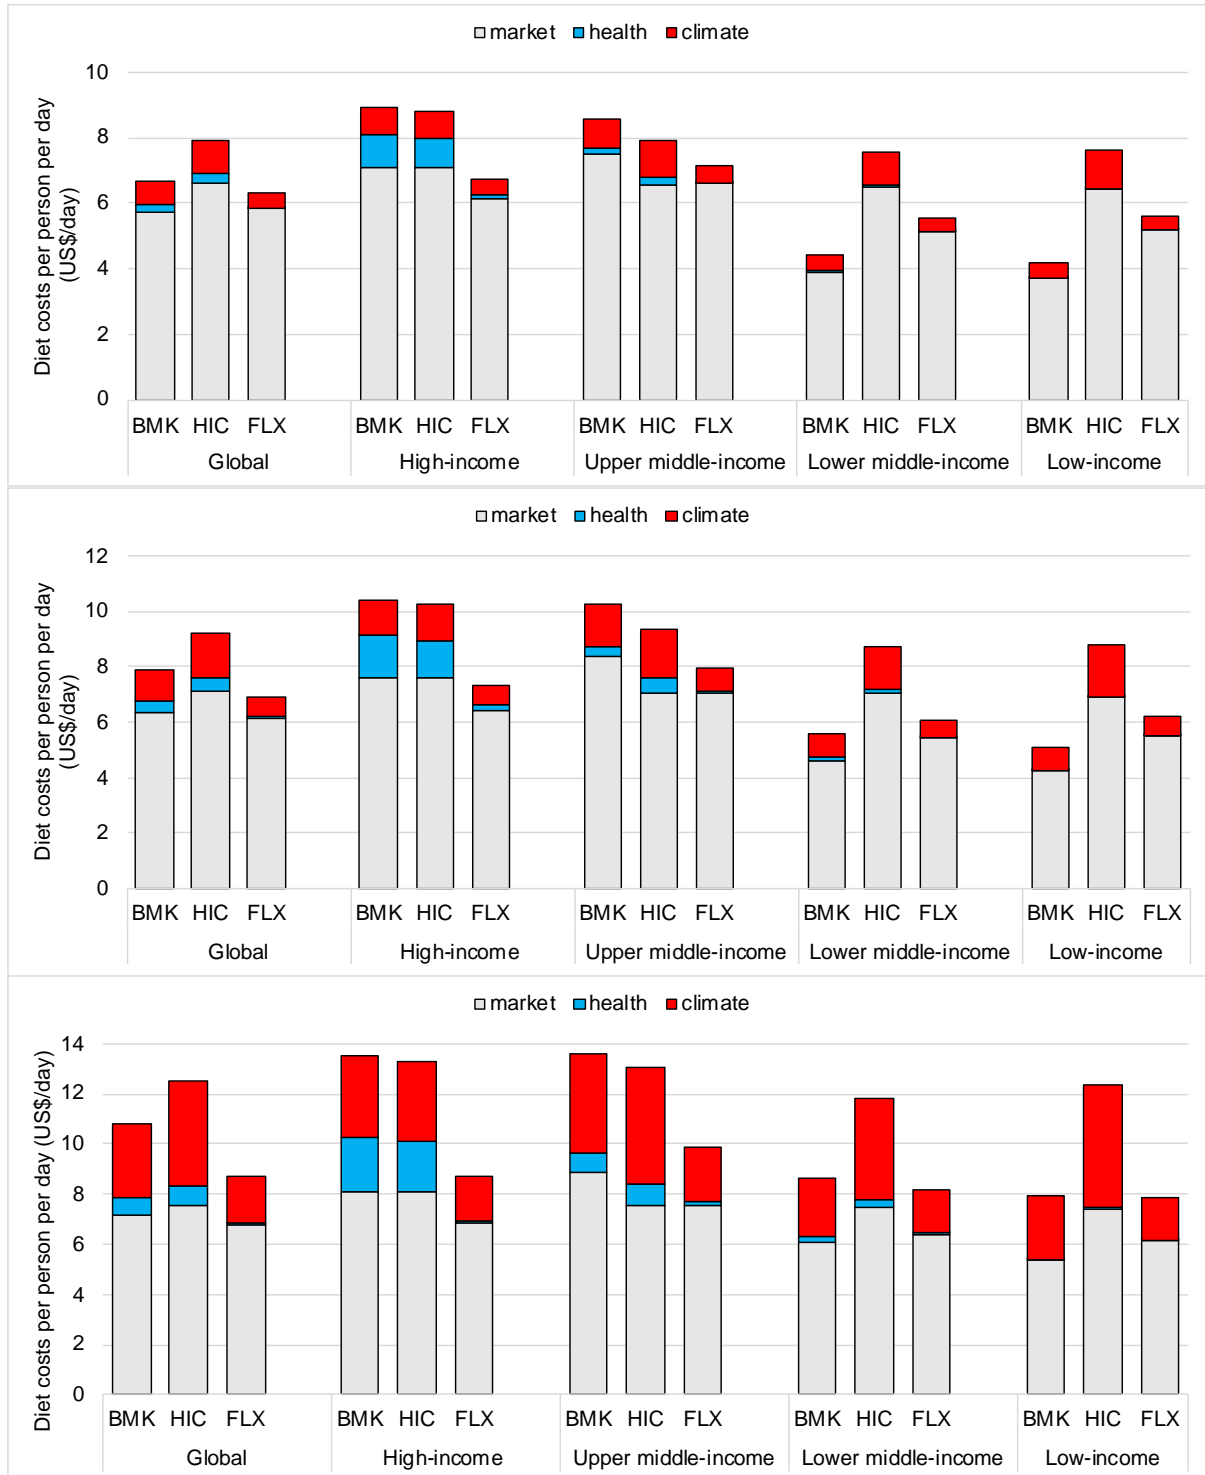 market health climate
10
8
6
4
2
0
Diet costs per person per day
(US$/day)
BMK HIC FLX BMK HIC FLX BMK HIC FLX BMK HIC FLX BMK HIC FLX
Global High-income Upper middle-income Lower middle-income Low-income
market health climate
12
10
8
6
4
2
0
Diet costs per person per day
(US$/day)
BMK HIC FLX BMK HIC FLX BMK HIC FLX BMK HIC FLX BMK HIC FLX
Global High-income Upper middle-income Lower middle-income Low-income
market health climate
14
12
10
8
6
4
2
0
Diet costs per person per day (US$/day)
BMK HIC FLX BMK HIC FLX BMK HIC FLX BMK HIC FLX BMK HIC FLX
Global High-income Upper middle-income Lower middle-income Low-income